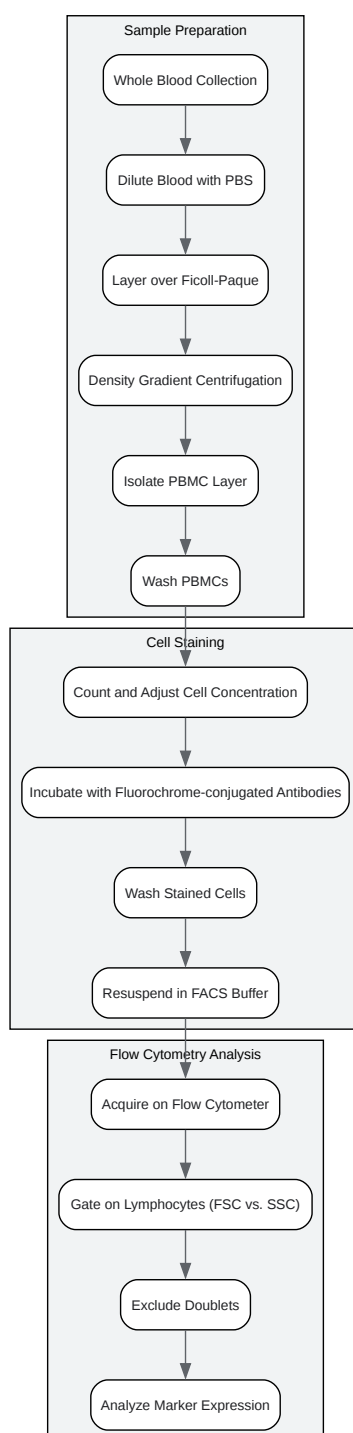 Sample Preparation
Whole Blood Collection
Dilute Blood with PBS
Layer over Ficoll-Paque
Density Gradient Centrifugation
Isolate PBMC Layer
Wash PBMCs
Cell Staining
Count and Adjust Cell Concentration
Incubate with Fluorochrome-conjugated Antibodies
Wash Stained Cells
Resuspend in FACS Buffer
Flow Cytometry Analysis
Acquire on Flow Cytometer
Gate on Lymphocytes (FSC vs. SSC)
Exclude Doublets
Analyze Marker Expression